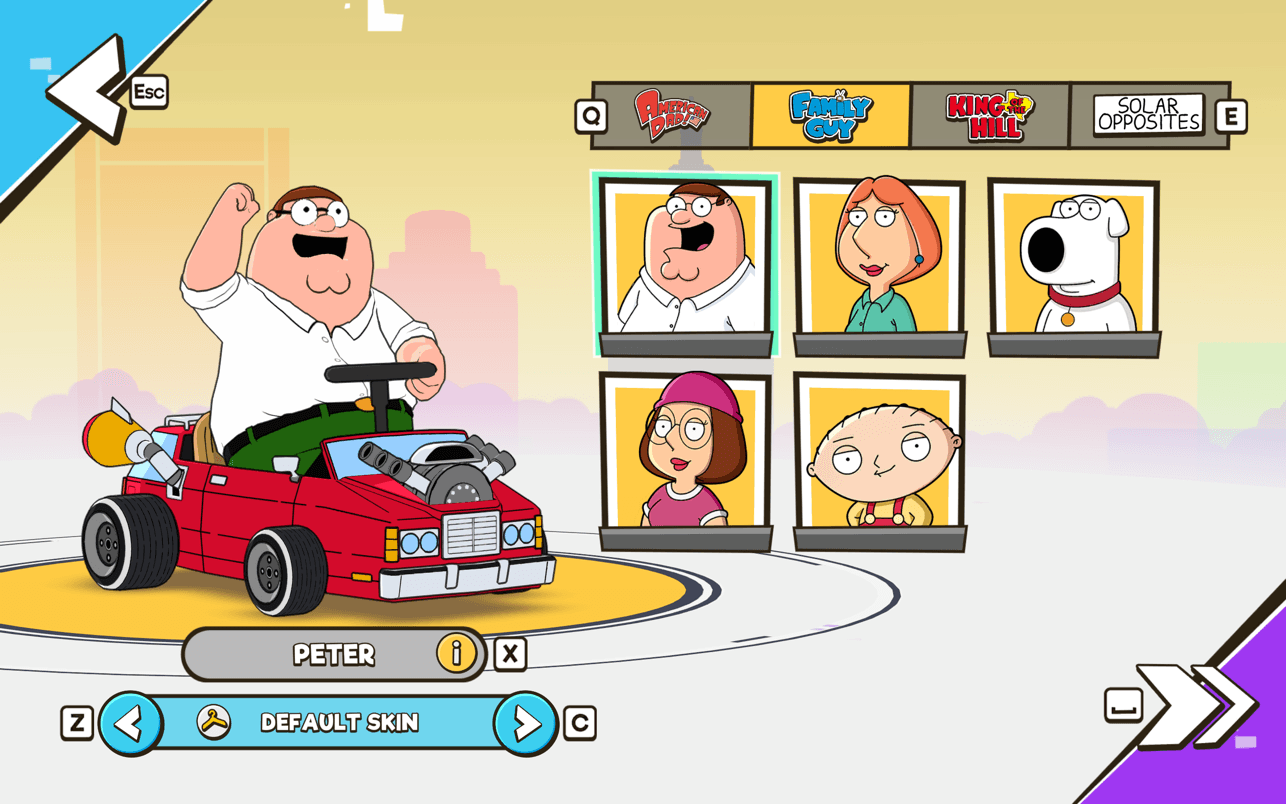 Esc
Q
AMERICAN DAD!
FAMILY GUY
KING OF THE HILL
SOLAR OPPOSITES
E
PETER
i
X
Z
DEFAULT SKIN
C